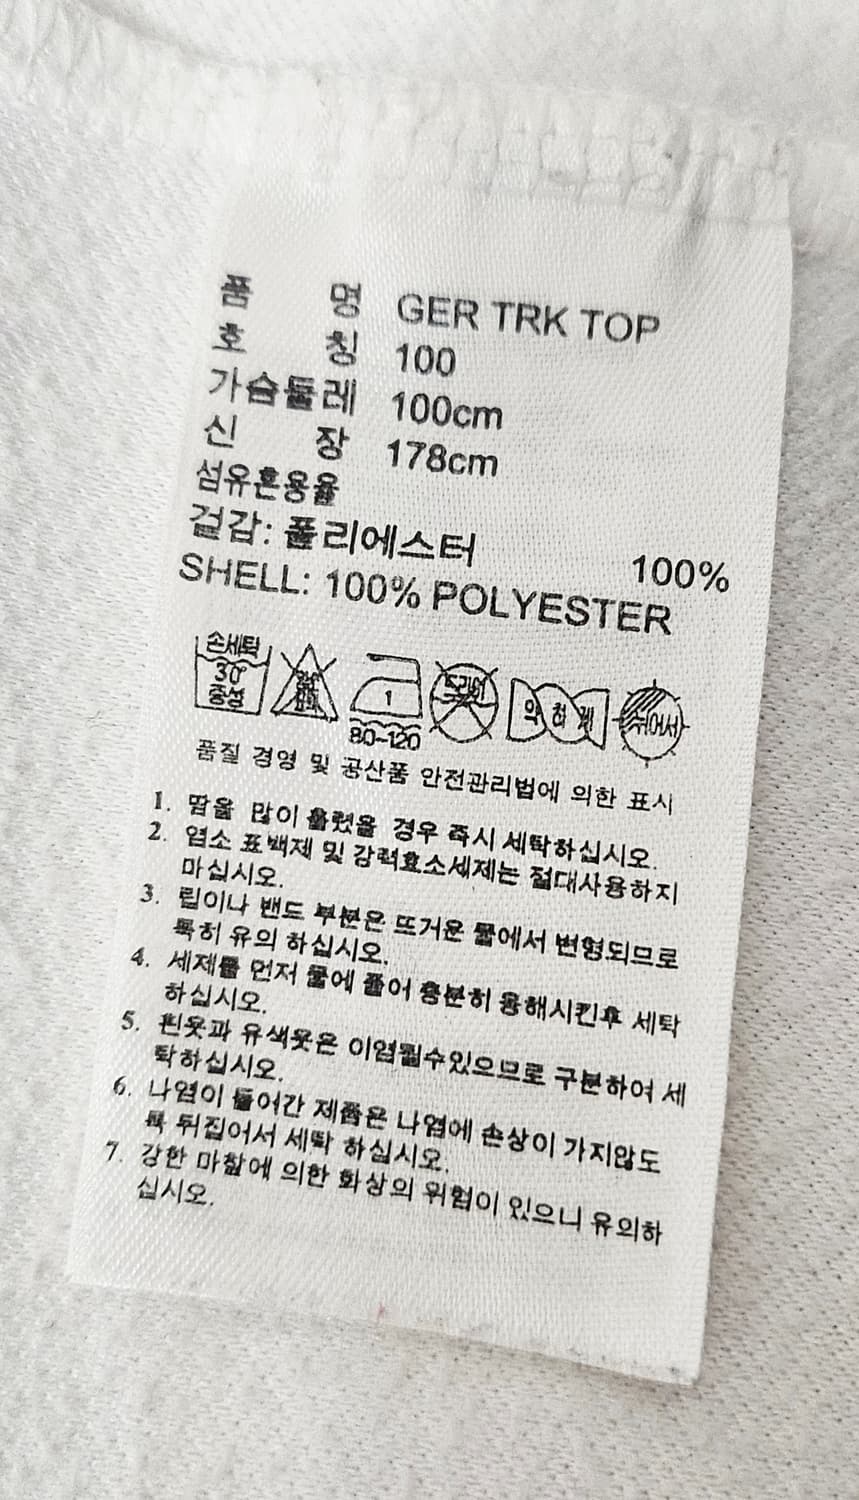 품 명 GER TRK TOP
호 칭 100
가슴둘레 100cm
신 장 178cm
섬유혼용율
겉감: 폴리에스터 100%
SHELL: 100% POLYESTER
손세탁 30° 중성 1 80~120 드라이 약하게 뉘어서
품질 경영 및 공산품 안전관리법에 의한 표시
1. 땀을 많이 흘렸을 경우 즉시 세탁하십시오.
2. 염소 표백제 및 강력효소세제는 절대사용하지
마십시오.
3. 립이나 밴드 부분은 뜨거운 물에서 변형되므로
특히 유의 하십시오.
4. 세제를 먼저 물에 풀어 충분히 용해시킨후 세탁
하십시오.
5. 흰옷과 유색옷은 이염될수있으므로 구분하여 세
탁하십시오.
6. 나염이 들어간 제품은 나염에 손상이 가지않도
록 뒤집어서 세탁 하십시오.
7. 강한 마찰에 의한 화상의 위험이 있으니 유의하
십시오.